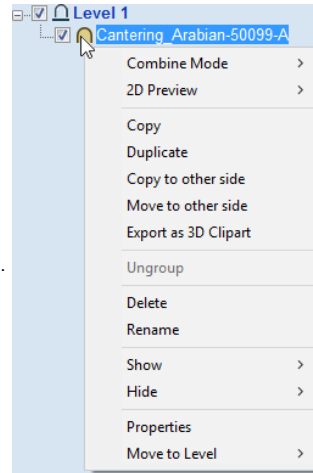 Level 1
Cantering_Arabian-50099-A
Combine Mode
2D Preview
Copy
Duplicate
Copy to other side
Move to other side
Export as 3D Clipart
Ungroup
Delete
Rename
Show
Hide
Properties
Move to Level